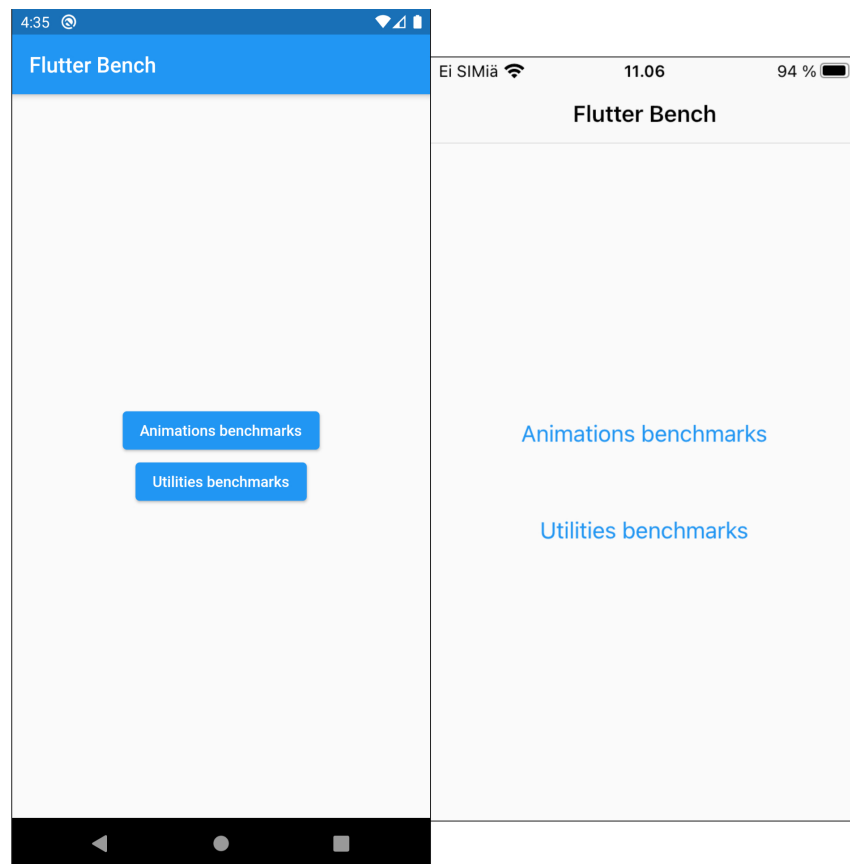 4:35
Flutter Bench
Animations benchmarks
Utilities benchmarks
Ei SIMiä 11.06 94 %
Flutter Bench
Animations benchmarks
Utilities benchmarks